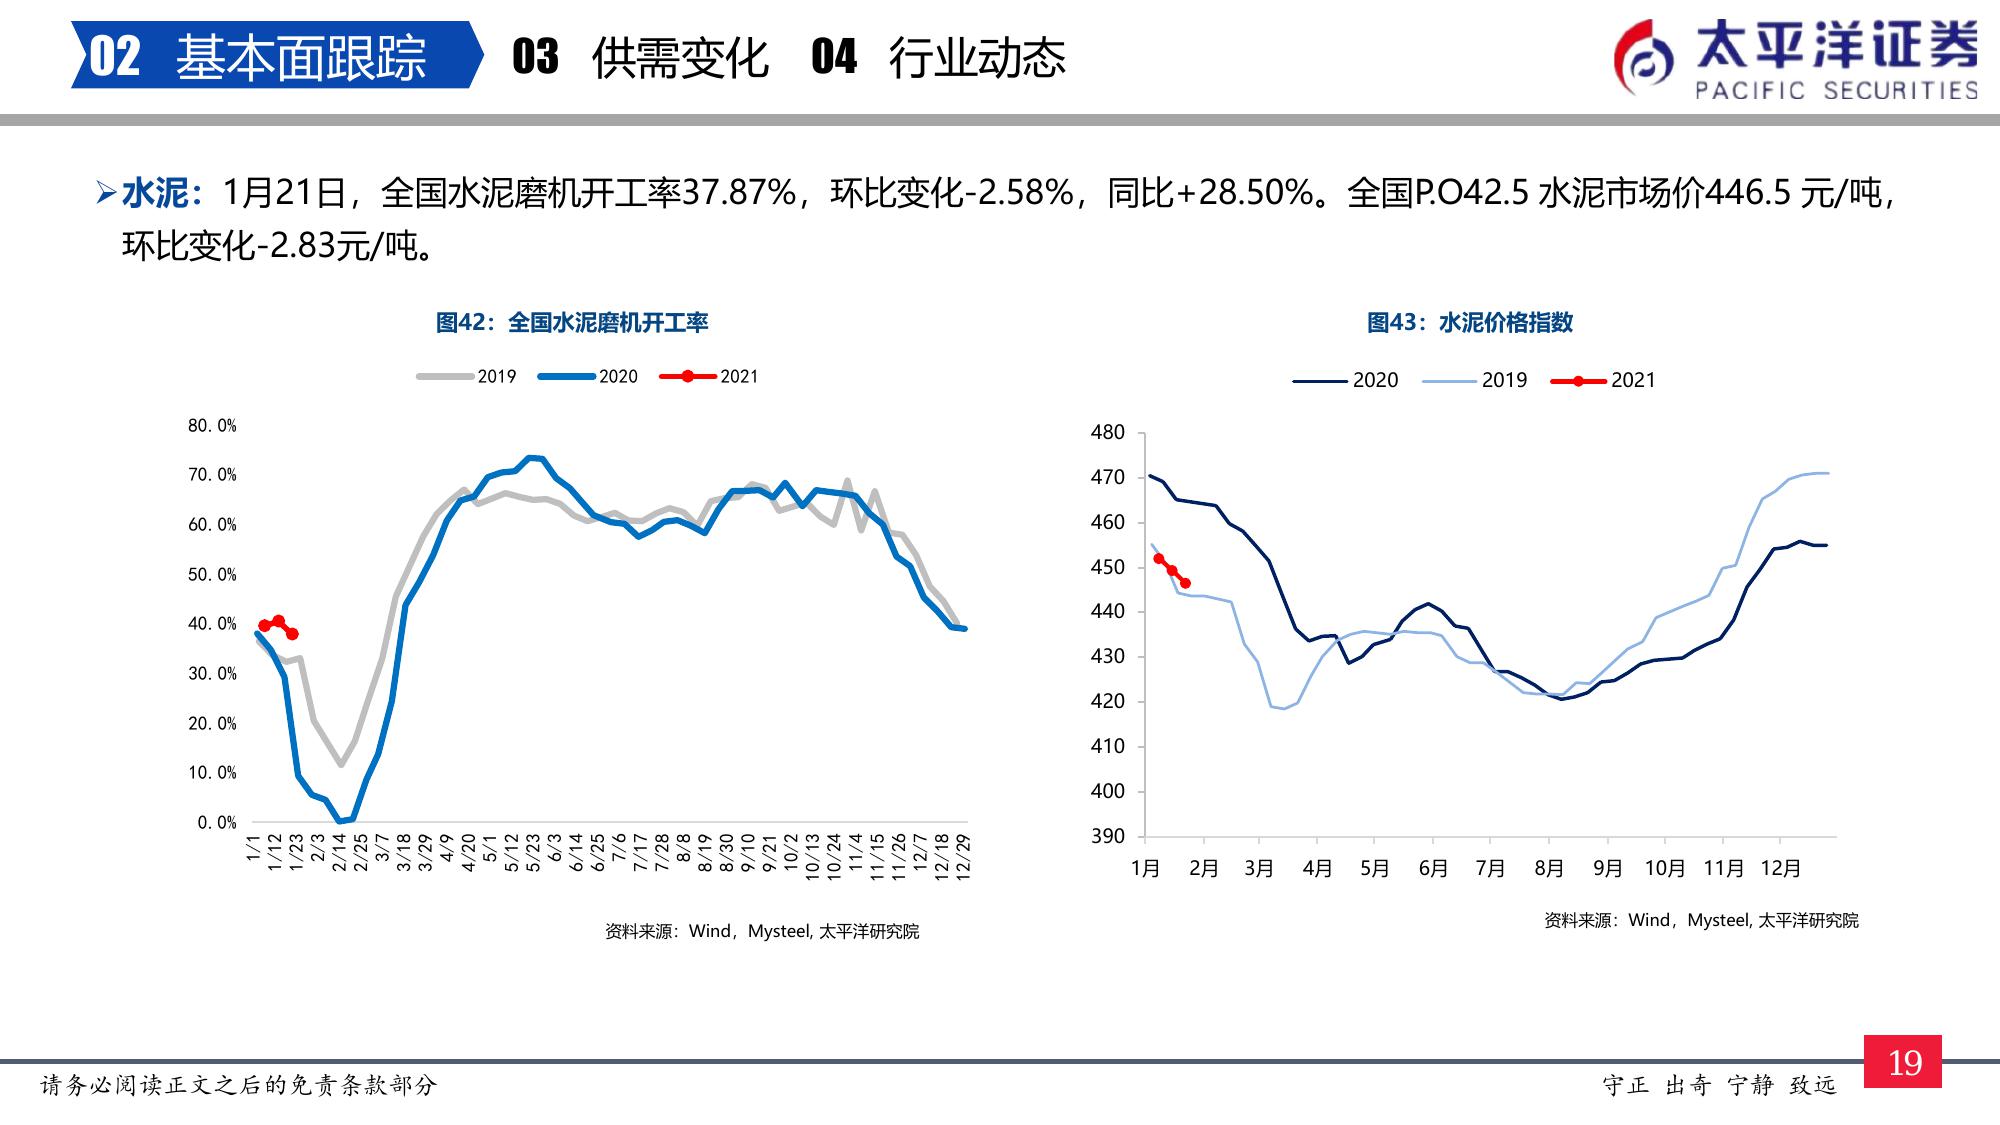 02 基本面跟踪 03 供需变化 04 行业动态
太平洋证券
PACIFIC SECURITIES
➢水泥：1月21日，全国水泥磨机开工率37.87%，环比变化-2.58%，同比+28.50%。全国P.O42.5 水泥市场价446.5 元/吨，
环比变化-2.83元/吨。
图42：全国水泥磨机开工率
2019 2020 2021
80.0%
70.0%
60.0%
50.0%
40.0%
30.0%
20.0%
10.0%
0.0%
1/1 1/12 1/23 2/3 2/14 2/25 3/7 3/18 3/29 4/9 4/20 5/1 5/12 5/23 6/3 6/14 6/25 7/6 7/17 7/28 8/8 8/19 8/30 9/10 9/21 10/2 10/13 10/24 11/4 11/15 11/26 12/7 12/18 12/29
资料来源：Wind，Mysteel, 太平洋研究院
图43：水泥价格指数
2020 2019 2021
480
470
460
450
440
430
420
410
400
390
1月 2月 3月 4月 5月 6月 7月 8月 9月 10月 11月 12月
资料来源：Wind，Mysteel, 太平洋研究院
请务必阅读正文之后的免责条款部分
守正 出奇 宁静 致远
19